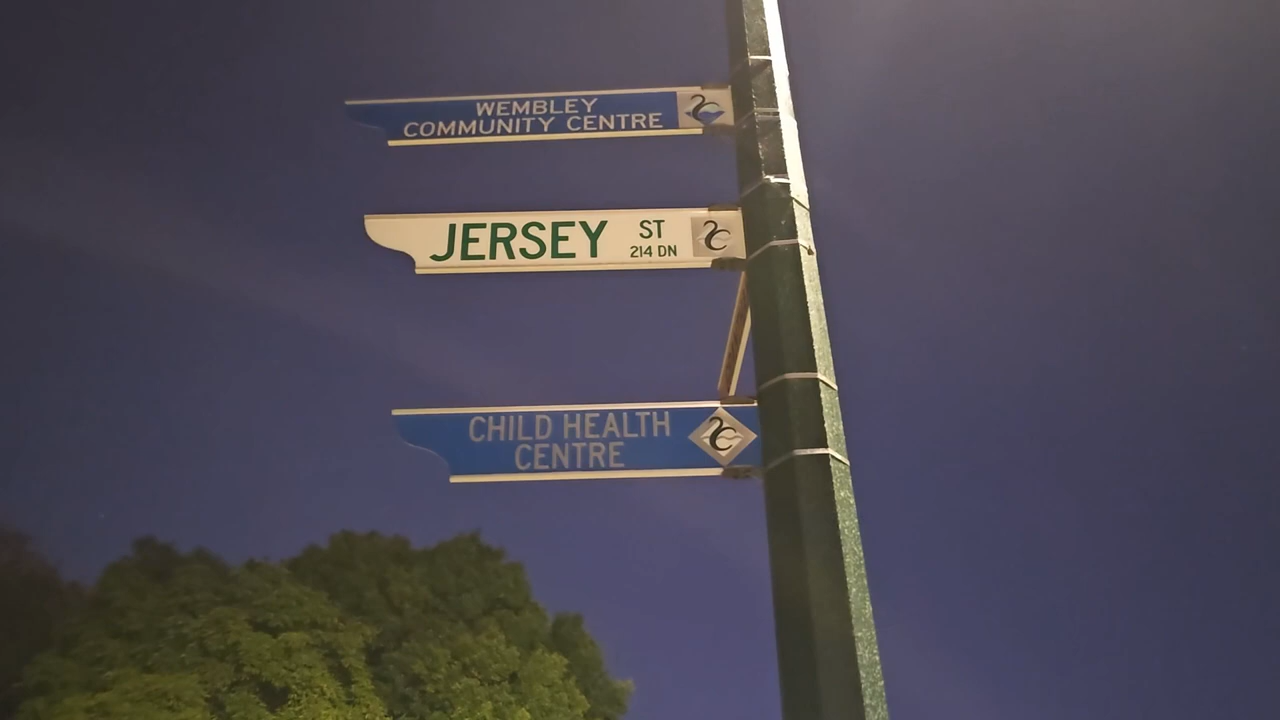 WEMBLEY
COMMUNITY CENTRE
JERSEY ST
214 DN
CHILD HEALTH
CENTRE